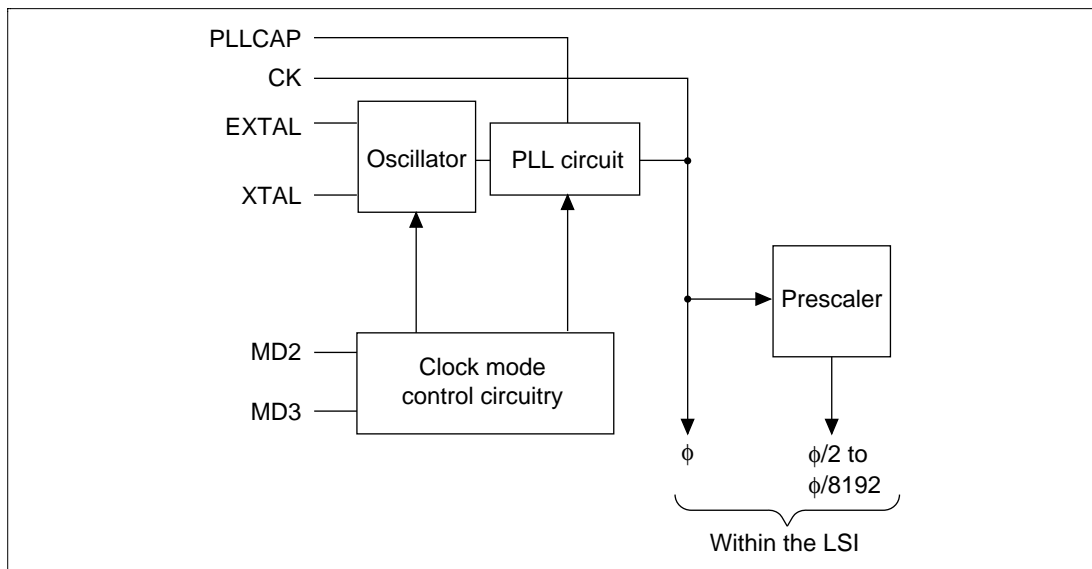 PLLCAP
CK
EXTAL
XTAL
Oscillator
PLL circuit
Prescaler
MD2
MD3
Clock mode
control circuitry
ϕ
ϕ/2 to
ϕ/8192
Within the LSI